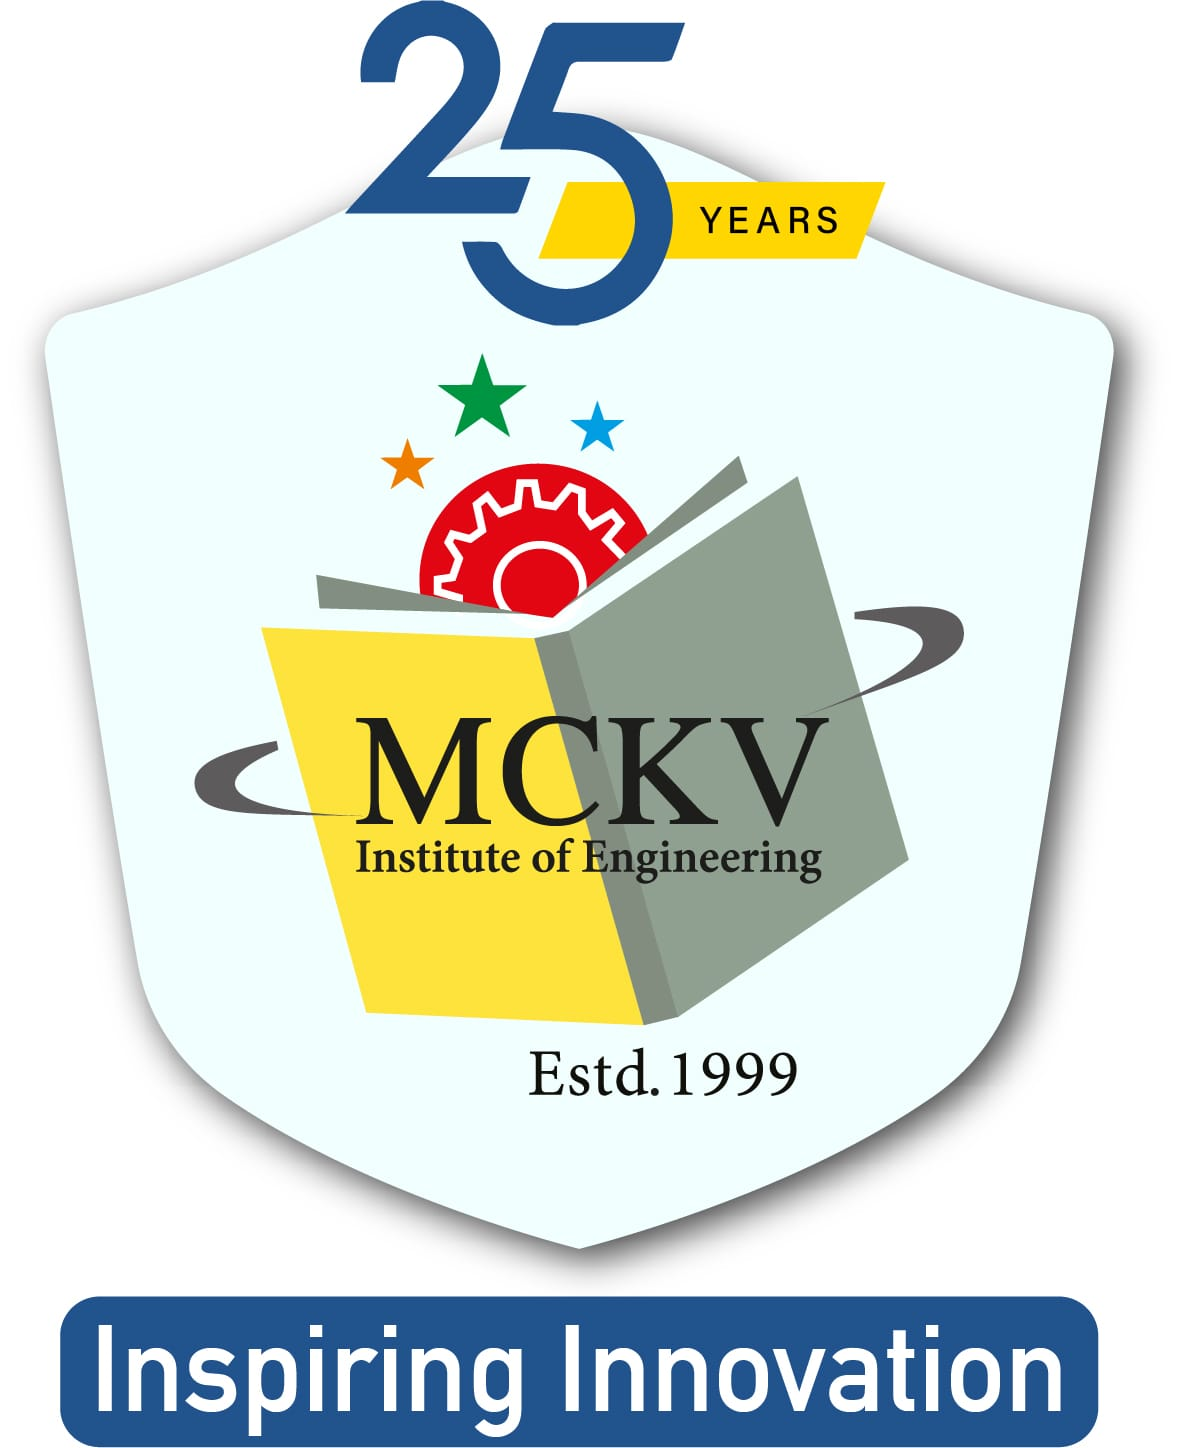 25
YEARS
MCKV
Institute of Engineering
Estd. 1999
Inspiring Innovation